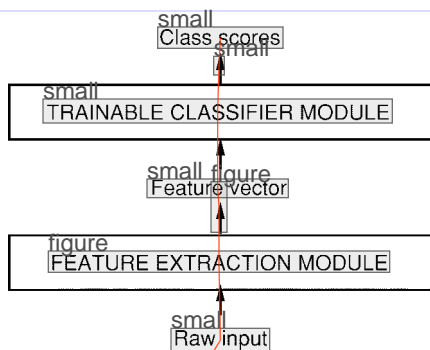 small
Class scores
small
small
TRAINABLE CLASSIFIER MODULE
small figure
Feature vector
figure
FEATURE EXTRACTION MODULE
small
Raw input